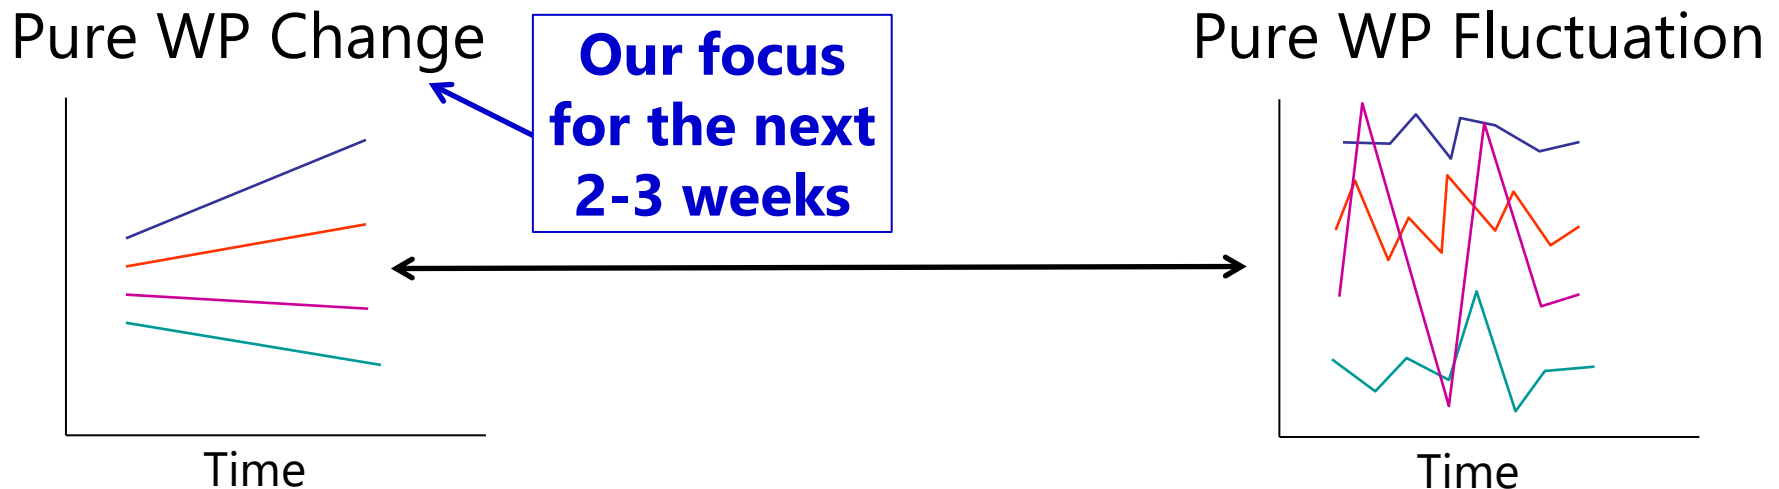 Pure WP Change
Our focus
for the next
2-3 weeks
Pure WP Fluctuation
Time
Time